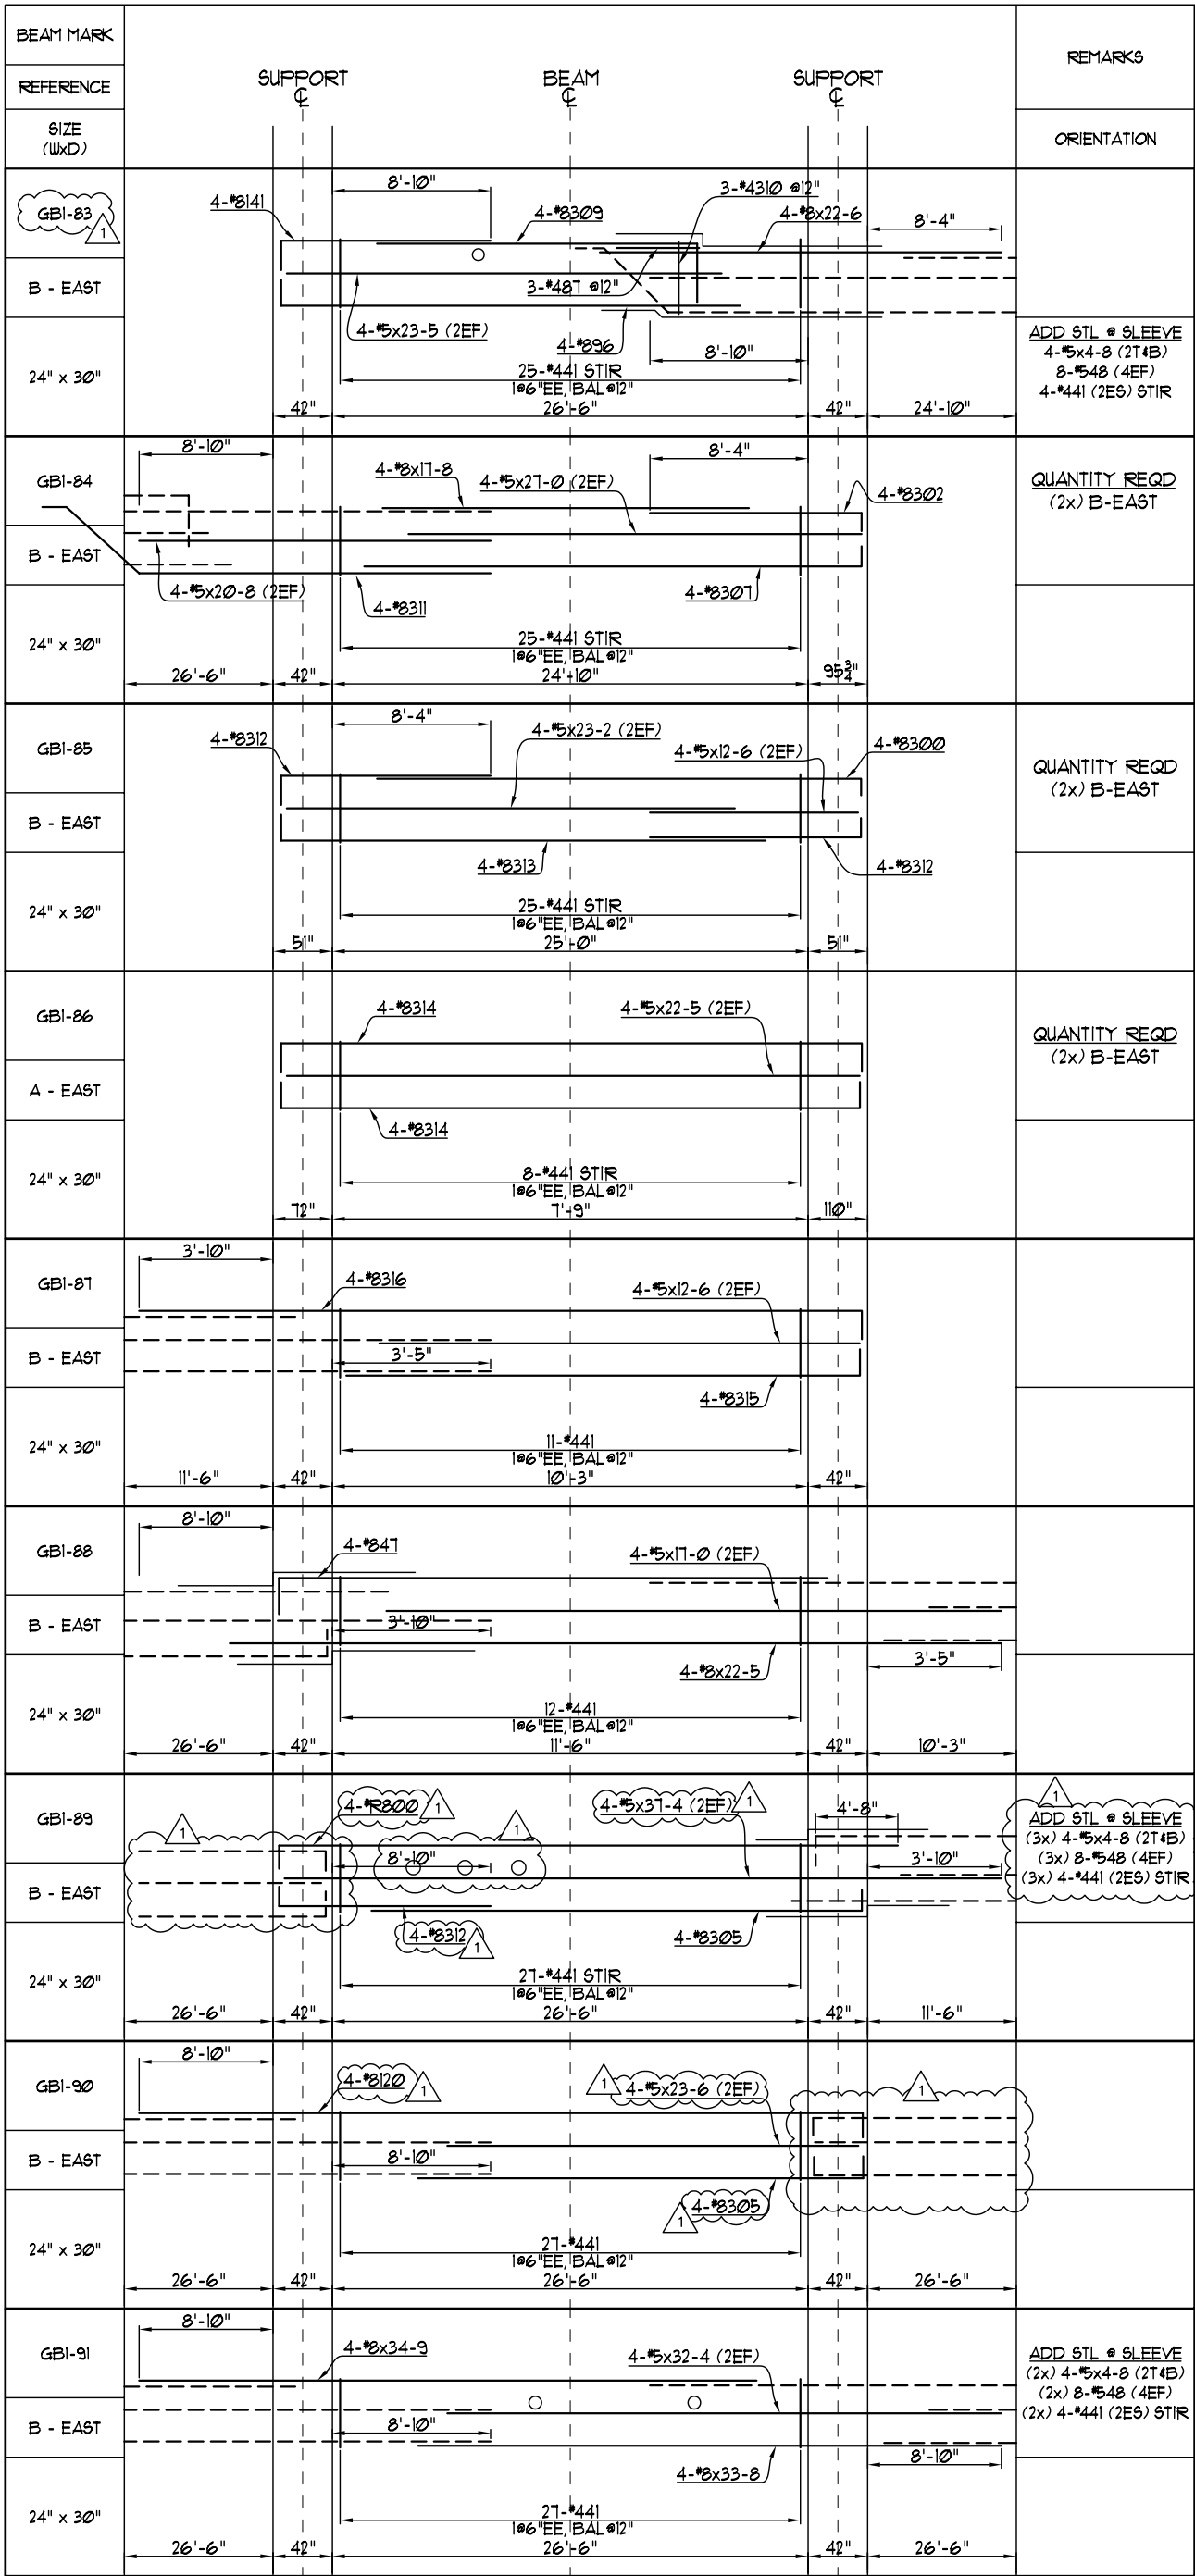 BEAM MARK
REFERENCE
SIZE
(WxD)
SUPPORT
℄
BEAM
℄
SUPPORT
℄
REMARKS
ORIENTATION
GB1-83
1
B - EAST
24" x 30"
8'-10"
4-#8141
4-#8309
3-#4310 @12"
4-#8x22-6
8'-4"
3-#487 @12"
4-#5x23-5 (2EF)
4-#896
8'-10"
25-#441 STIR
1@6"EE, BAL@12"
42"
26'-6"
42"
24'-10"
ADD STL @ SLEEVE
4-#5x4-8 (2T&B)
8-#548 (4EF)
4-#441 (2ES) STIR
GB1-84
B - EAST
24" x 30"
8'-10"
4-#8x17-8
4-#5x27-0 (2EF)
8'-4"
4-#8302
4-#5x20-8 (2EF)
4-#8311
4-#8307
25-#441 STIR
1@6"EE, BAL@12"
26'-6"
42"
24'-10"
95¾"
QUANTITY REQD
(2x) B-EAST
GB1-85
B - EAST
24" x 30"
8'-4"
4-#8312
4-#5x23-2 (2EF)
4-#5x12-6 (2EF)
4-#8300
4-#8313
4-#8312
25-#441 STIR
1@6"EE, BAL@12"
51"
25'-0"
51"
QUANTITY REQD
(2x) B-EAST
GB1-86
A - EAST
24" x 30"
4-#8314
4-#5x22-5 (2EF)
4-#8314
8-#441 STIR
1@6"EE, BAL@12"
72"
7'-9"
110"
QUANTITY REQD
(2x) B-EAST
GB1-87
B - EAST
24" x 30"
3'-10"
4-#8316
4-#5x12-6 (2EF)
3'-5"
4-#8315
11-#441
1@6"EE, BAL@12"
11'-6"
42"
10'-3"
42"
GB1-88
B - EAST
24" x 30"
8'-10"
4-#847
4-#5x17-0 (2EF)
3'-10"
4-#8x22-5
3'-5"
12-#441
1@6"EE, BAL@12"
26'-6"
42"
11'-6"
42"
10'-3"
GB1-89
B - EAST
24" x 30"
1
4-#R800
1
8'-10"
1
4-#5x37-4 (2EF)
1
4'-8"
3'-10"
4-#8312
1
4-#8305
27-#441 STIR
1@6"EE, BAL@12"
26'-6"
42"
26'-6"
42"
11'-6"
1
ADD STL @ SLEEVE
(3x) 4-#5x4-8 (2T&B)
(3x) 8-#548 (4EF)
(3x) 4-#441 (2ES) STIR
GB1-90
B - EAST
24" x 30"
8'-10"
4-#8120
1
1
4-#5x23-6 (2EF)
1
8'-10"
1
4-#8305
27-#441
1@6"EE, BAL@12"
26'-6"
42"
26'-6"
42"
26'-6"
GB1-91
B - EAST
24" x 30"
8'-10"
4-#8x34-9
4-#5x32-4 (2EF)
8'-10"
4-#8x33-8
8'-10"
27-#441
1@6"EE, BAL@12"
26'-6"
42"
26'-6"
42"
26'-6"
ADD STL @ SLEEVE
(2x) 4-#5x4-8 (2T&B)
(2x) 8-#548 (4EF)
(2x) 4-#441 (2ES) STIR